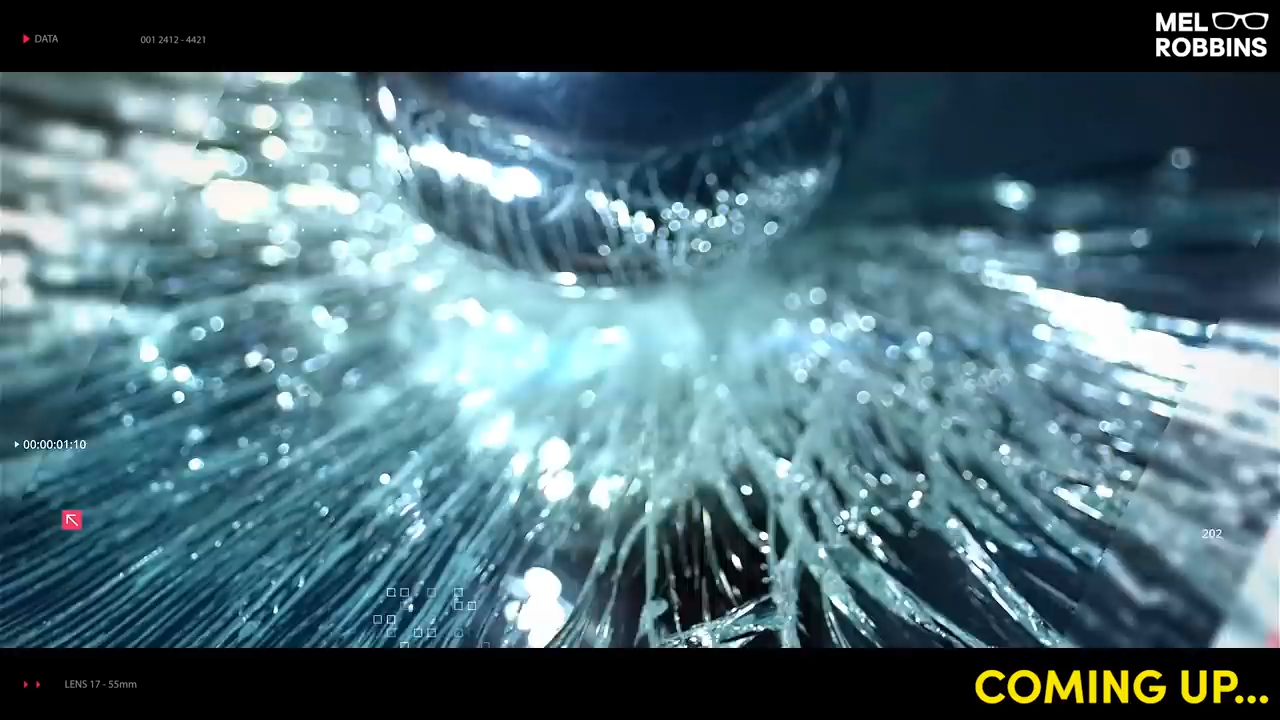 DATA
001 2412 - 4421
MEL
ROBBINS
00:00:01:10
202
LENS 17 - 55mm
COMING UP...